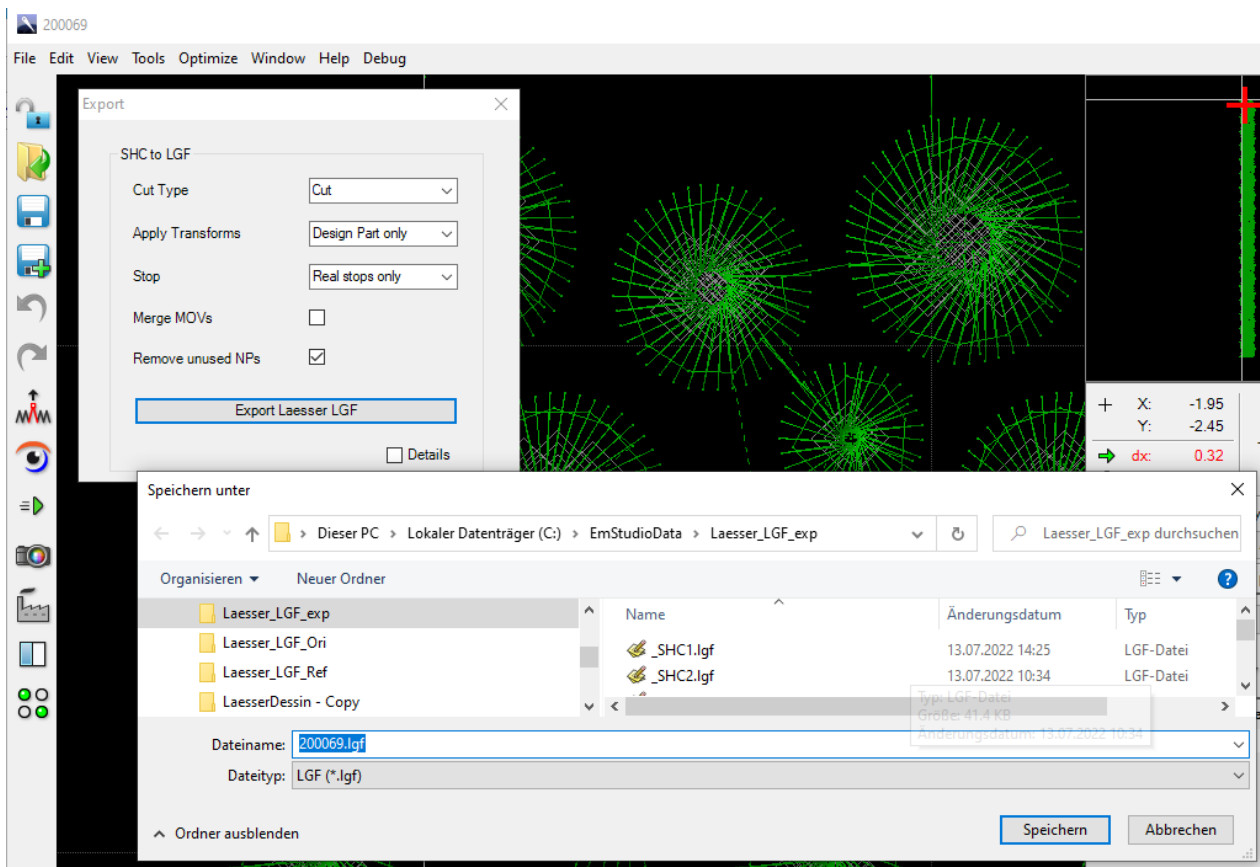 200069
File Edit View Tools Optimize Window Help Debug
Export
SHC to LGF
Cut Type Cut
Apply Transforms Design Part only
Stop Real stops only
Merge MOVs
Remove unused NPs
Export Laesser LGF
Details
+ X: -1.95
Y: -2.45
dx: 0.32
Speichern unter
Dieser PC > Lokaler Datenträger (C:) > EmStudioData > Laesser_LGF_exp
Laesser_LGF_exp durchsuchen
Organisieren Neuer Ordner
Laesser_LGF_exp
Laesser_LGF_Ori
Laesser_LGF_Ref
LaesserDessin - Copy
Name Änderungsdatum Typ
_SHC1.lgf 13.07.2022 14:25 LGF-Datei
_SHC2.lgf 13.07.2022 10:34 LGF-Datei
Typ: LGF-Datei
Größe: 41.4 KB
Änderungsdatum: 13.07.2022 10:34
Dateiname: 200069.lgf
Dateityp: LGF (*.lgf)
Ordner ausblenden
Speichern Abbrechen